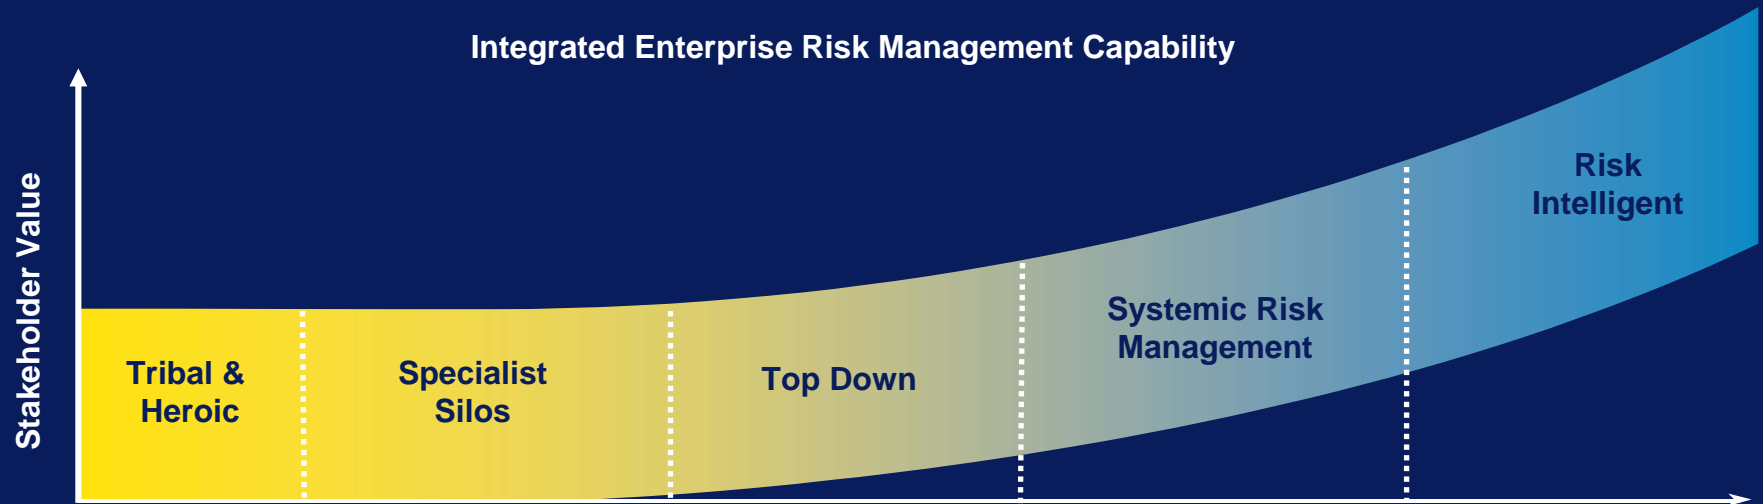 Integrated Enterprise Risk Management Capability
Stakeholder Value
Tribal &
Heroic
Specialist
Silos
Top Down
Systemic Risk
Management
Risk
Intelligent